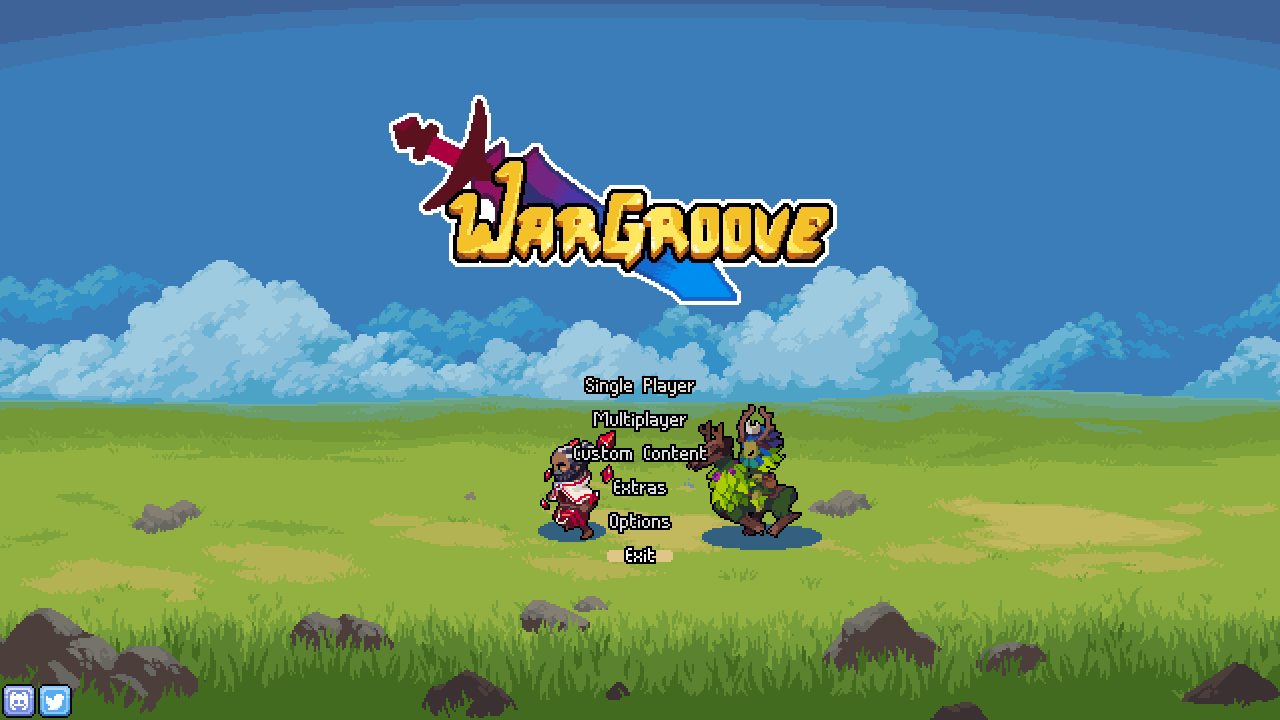 WARGROOVE
Single Player
Multiplayer
Custom Content
Extras
Options
Exit